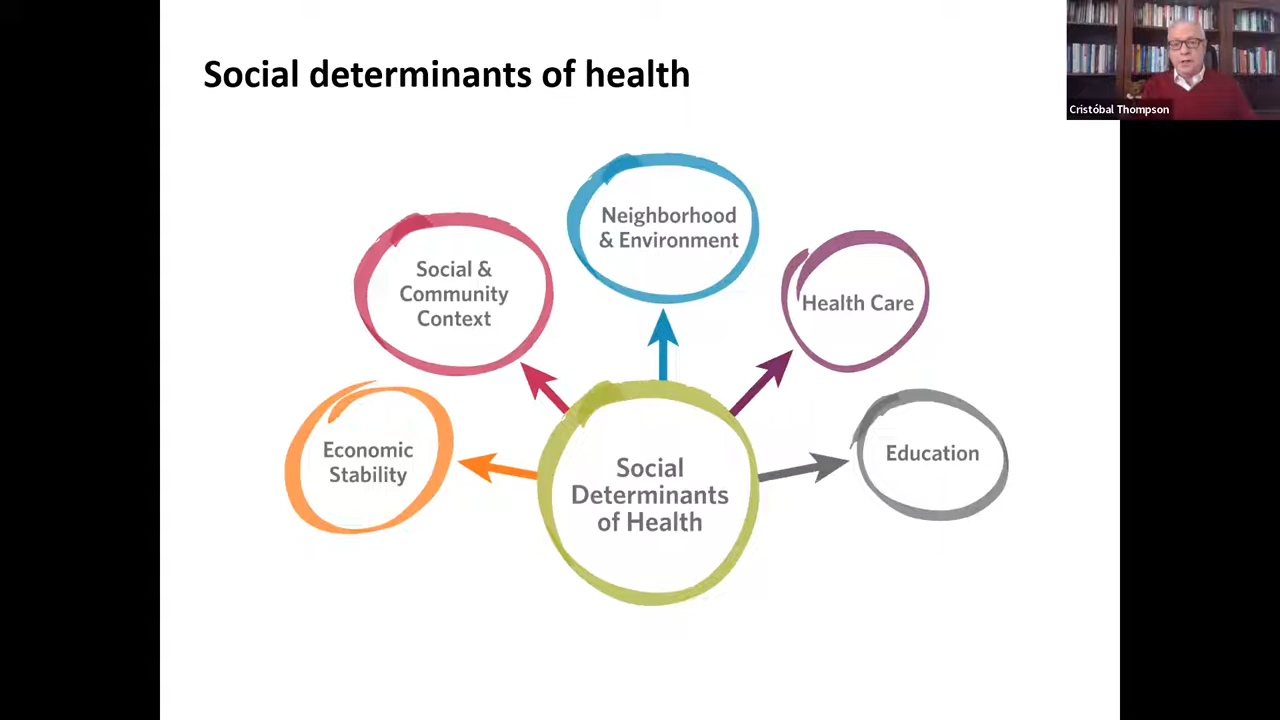 Social determinants of health
Cristóbal Thompson
Neighborhood
& Environment
Social &
Community
Context
Health Care
Economic
Stability
Social
Determinants
of Health
Education